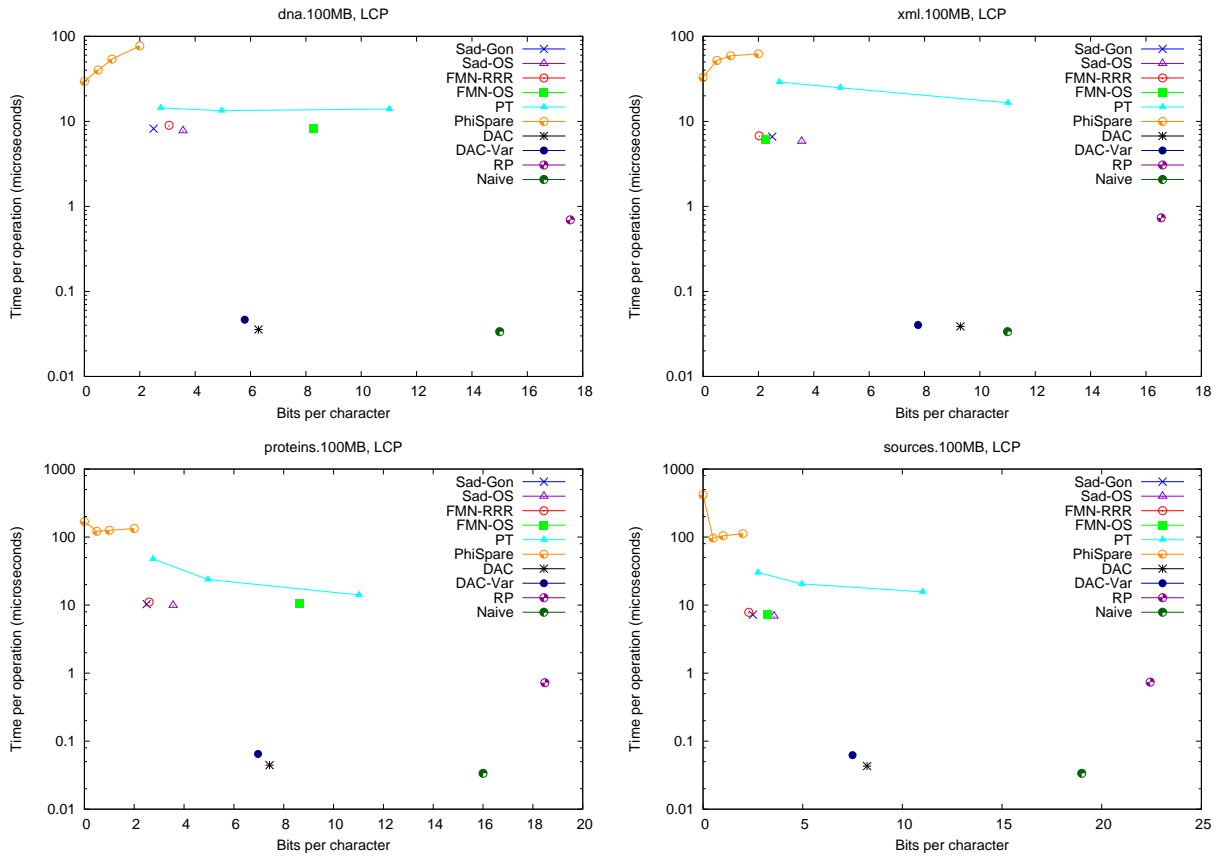 dna.100MB, LCP
Time per operation (microseconds)
100
10
1
0.1
0.01
0 2 4 6 8 10 12 14 16 18
Bits per character
Sad-Gon
Sad-OS
FMN-RRR
FMN-OS
PT
PhiSpare
DAC
DAC-Var
RP
Naive
xml.100MB, LCP
Time per operation (microseconds)
100
10
1
0.1
0.01
0 2 4 6 8 10 12 14 16 18
Bits per character
Sad-Gon
Sad-OS
FMN-RRR
FMN-OS
PT
PhiSpare
DAC
DAC-Var
RP
Naive
proteins.100MB, LCP
Time per operation (microseconds)
1000
100
10
1
0.1
0.01
0 2 4 6 8 10 12 14 16 18 20
Bits per character
Sad-Gon
Sad-OS
FMN-RRR
FMN-OS
PT
PhiSpare
DAC
DAC-Var
RP
Naive
sources.100MB, LCP
Time per operation (microseconds)
1000
100
10
1
0.1
0.01
0 5 10 15 20 25
Bits per character
Sad-Gon
Sad-OS
FMN-RRR
FMN-OS
PT
PhiSpare
DAC
DAC-Var
RP
Naive